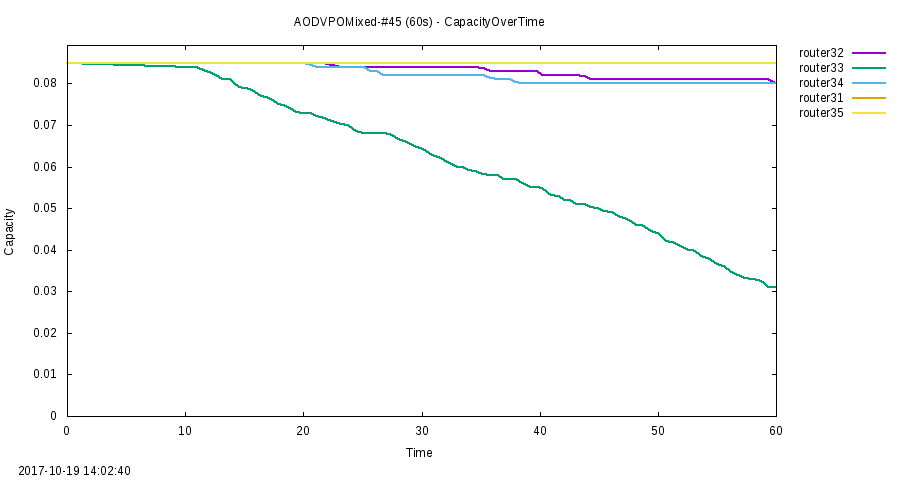 AODVPOMixed-#45 (60s) - CapacityOverTime
router32
router33
router34
router31
router35
0.08
0.07
0.06
0.05
0.04
0.03
0.02
0.01
0
Capacity
0 10 20 30 40 50 60
Time
2017-10-19 14:02:40